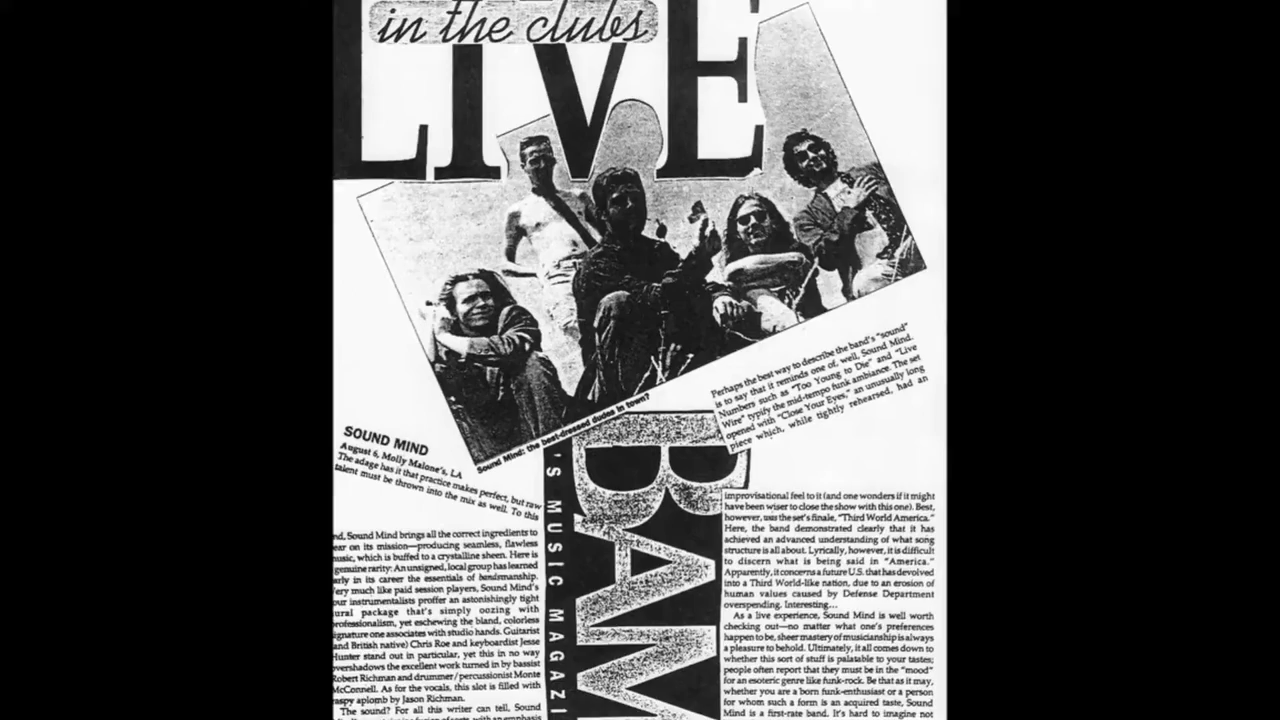 in the clubs
LIVE
Sound Mind: the best-dressed dudes in town?
SOUND MIND
August 6, Molly Malone's, LA
The adage has it that practice makes perfect, but raw
talent must be thrown into the mix as well. To this
nd, Sound Mind brings all the correct ingredients to
ear on its mission—producing seamless, flawless
usic, which is buffed to a crystalline sheen. Here is
genuine rarity: An unsigned, local group has learned
arly in its career the essentials of bandsmanship.
Very much like paid session players, Sound Mind's
our instrumentalists proffer an astonishingly tight
ural package that's simply oozing with
rofessionalism, yet eschewing the bland, colorless
ignature one associates with studio hands. Guitarist
and British native) Chris Roe and keyboardist Jesse
Hunter stand out in particular, yet this in no way
overshadows the excellent work turned in by bassist
Robert Richman and drummer/percussionist Monte
McConnell. As for the vocals, this slot is filled with
raspy aplomb by Jason Richman.
The sound? For all this writer can tell, Sound
BAM
'S MUSIC MAGAZI
Perhaps the best way to describe the band's "sound"
is to say that it reminds one of, well, Sound Mind.
Numbers such as "Too Young to Die" and "Live
Wire" typify the mid-tempo funk ambiance. The set
opened with "Close Your Eyes," an unusually long
piece which, while tightly rehearsed, had an
improvisational feel to it (and one wonders if it might
have been wiser to close the show with this one). Best,
however, was the set's finale, "Third World America."
Here, the band demonstrated clearly that it has
achieved an advanced understanding of what song
structure is all about. Lyrically, however, it is difficult
to discern what is being said in "America."
Apparently, it concerns a future U.S. that has devolved
into a Third World-like nation, due to an erosion of
human values caused by Defense Department
overspending. Interesting...
As a live experience, Sound Mind is well worth
checking out—no matter what one's preferences
happen to be, sheer mastery of musicianship is always
a pleasure to behold. Ultimately, it all comes down to
whether this sort of stuff is palatable to your tastes;
people often report that they must be in the "mood"
for an esoteric genre like funk-rock. Be that as it may,
whether you are a born funk-enthusiast or a person
for whom such a form is an acquired taste, Sound
Mind is a first-rate band. It's hard to imagine not